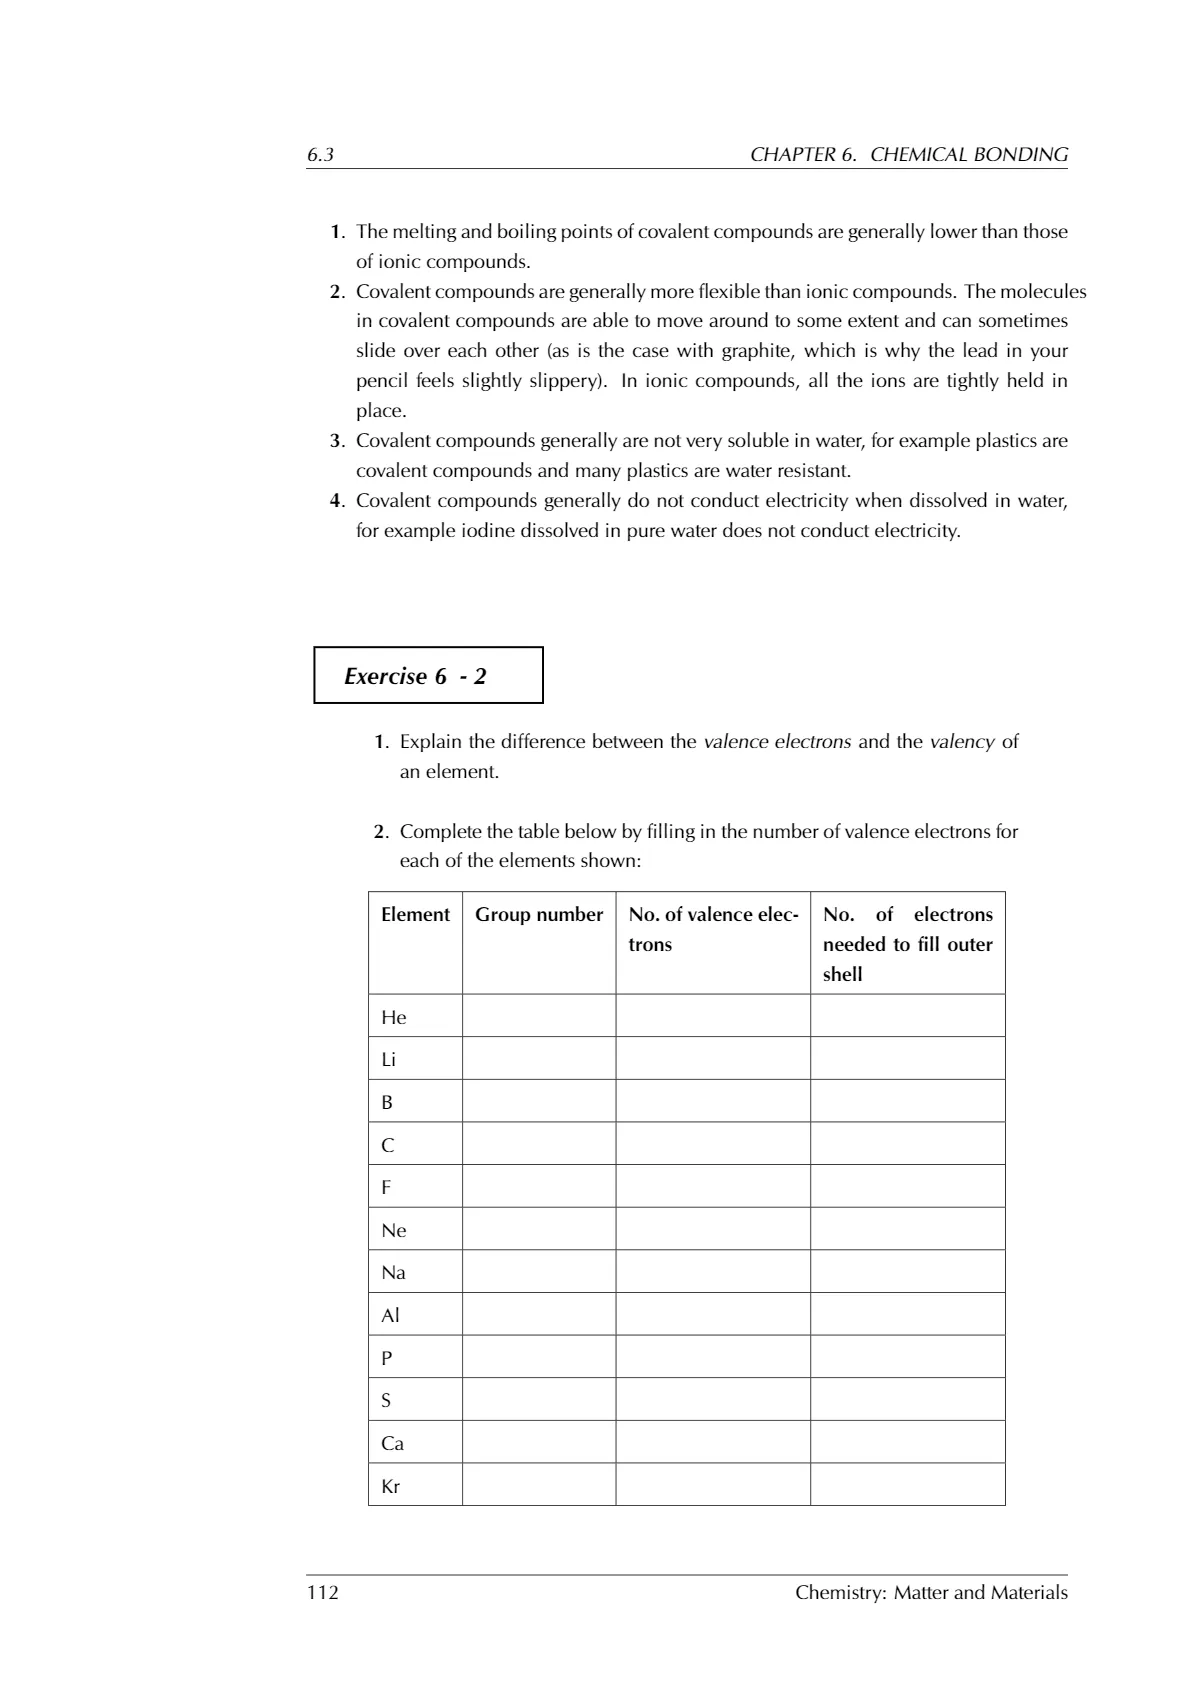 6.3 CHAPTER 6. CHEMICAL BONDING
1. The melting and boiling points of covalent compounds are generally lower than those
of ionic compounds.
2. Covalent compounds are generally more flexible than ionic compounds. The molecules
in covalent compounds are able to move around to some extent and can sometimes
slide over each other (as is the case with graphite, which is why the lead in your
pencil feels slightly slippery). In ionic compounds, all the ions are tightly held in
place.
3. Covalent compounds generally are not very soluble in water, for example plastics are
covalent compounds and many plastics are water resistant.
4. Covalent compounds generally do not conduct electricity when dissolved in water,
for example iodine dissolved in pure water does not conduct electricity.
Exercise 6 - 2
1. Explain the difference between the valence electrons and the valency of
an element.
2. Complete the table below by filling in the number of valence electrons for
each of the elements shown:
Element Group number No. of valence elec- No. of electrons
trons needed to fill outer
shell
He
Li
B
C
F
Ne
Na
Al
P
S
Ca
Kr
112 Chemistry: Matter and Materials